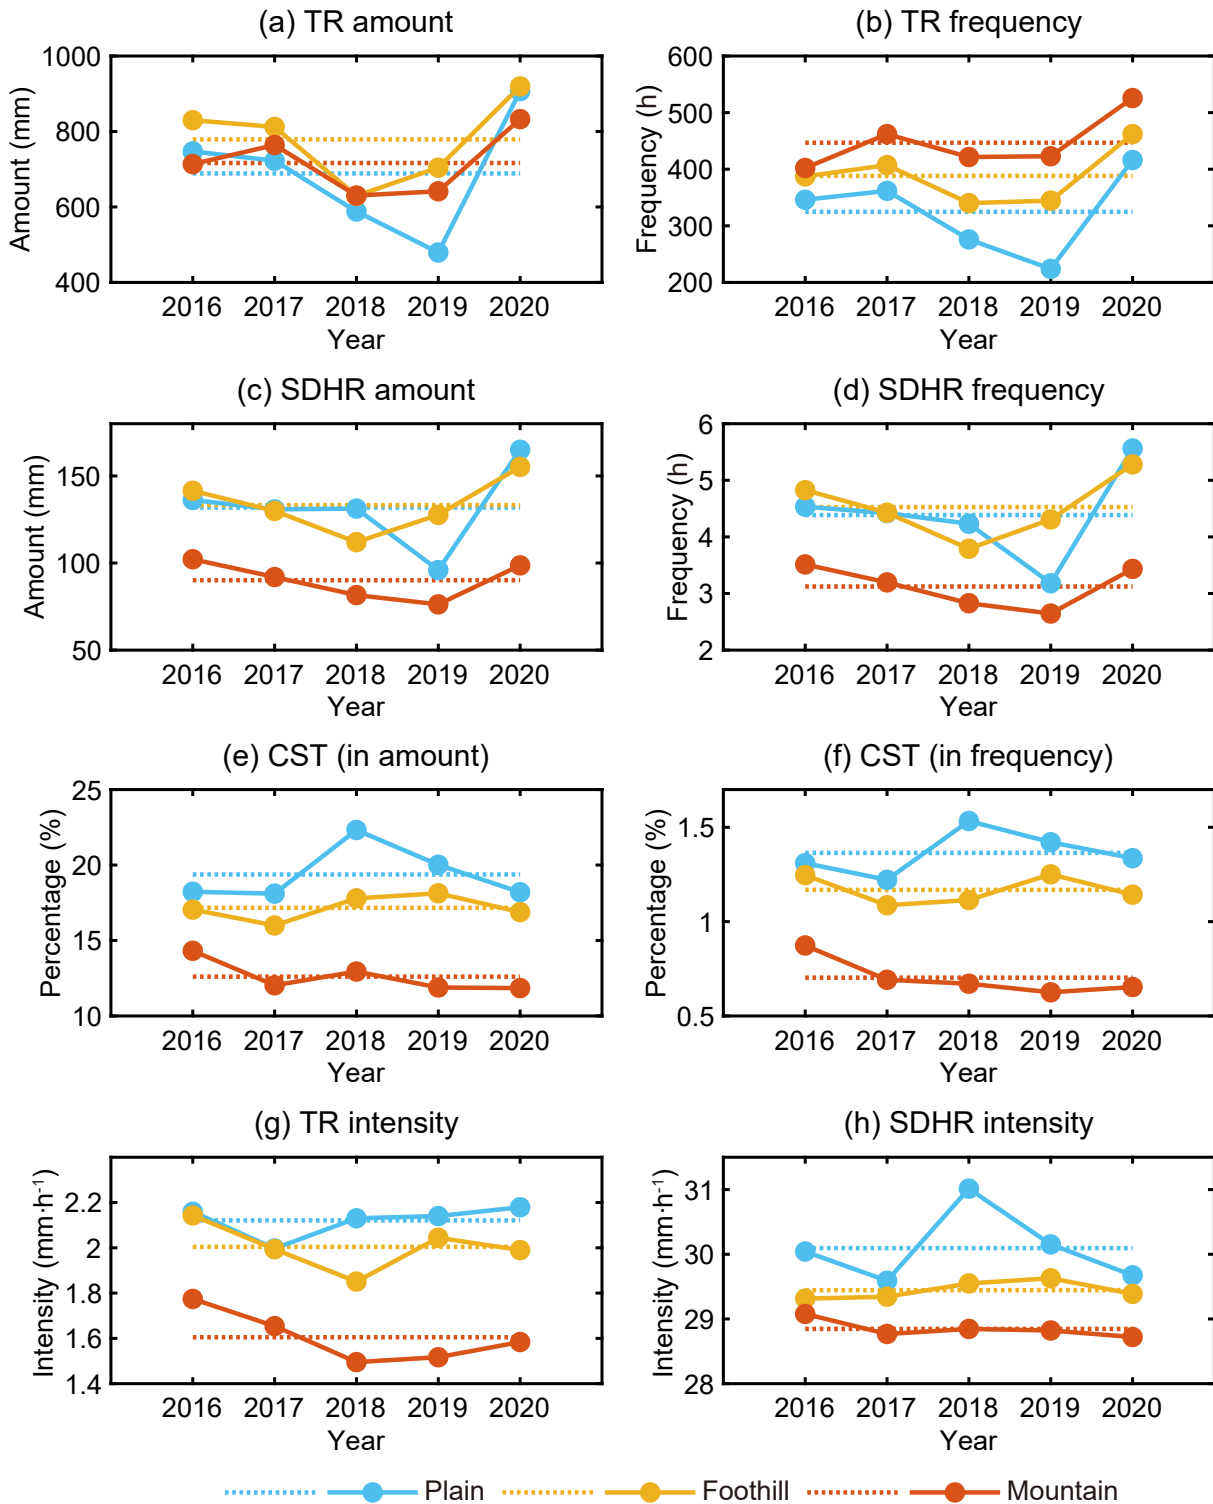 (a) TR amount
(b) TR frequency
1000
800
600
400
Amount (mm)
2016 2017 2018 2019 2020
Year
600
500
400
300
200
Frequency (h)
2016 2017 2018 2019 2020
Year
(c) SDHR amount
(d) SDHR frequency
150
100
50
Amount (mm)
2016 2017 2018 2019 2020
Year
6
5
4
3
2
Frequency (h)
2016 2017 2018 2019 2020
Year
(e) CST (in amount)
(f) CST (in frequency)
25
20
15
10
Percentage (%)
2016 2017 2018 2019 2020
Year
1.5
1
0.5
Percentage (%)
2016 2017 2018 2019 2020
Year
(g) TR intensity
(h) SDHR intensity
2.2
2
1.8
1.6
1.4
Intensity (mm·h⁻¹)
2016 2017 2018 2019 2020
Year
31
30
29
28
Intensity (mm·h⁻¹)
2016 2017 2018 2019 2020
Year
Plain Foothill Mountain